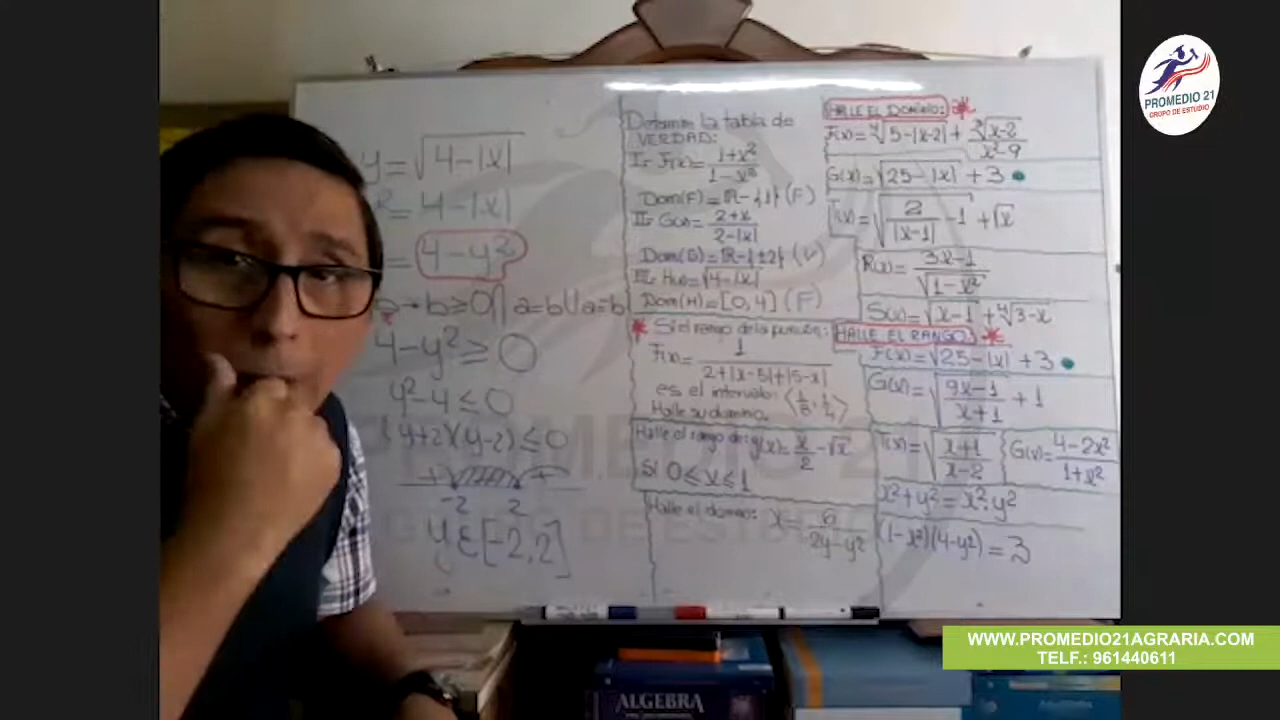 y = √4-|x|
= 4-|x|
= 4-y²
b ≥ 0 ∧ a=b ∪ a=-b
4-y² ≥ 0
y²-4 ≤ 0
(y+2)(y-2) ≤ 0
+ +
-2 2
y ∈ [-2,2]
la tabla de
VERDAD:
I.- F(x) = 1+x² / 1-x³
Dom(F) = R-{1} (F)
II.- G(x) = 2+x / 2-|x|
Dom(G) = R-{±2} (V)
III.- H(x) = √4-|x|
Dom(H) = [0,4] (F)
* Si el rango de la función:
F(x) = 1 / 2+|x-5|+|5-x|
es el intervalo: ⟨1/8, 1/4⟩
Halle su dominio.
Halle el rango de: g(x) = x/2 - √x
Si 0 ≤ x ≤ 1
Halle el domino: x = 6 / 2y-y²
HALLE EL DOMINIO: *
F(x) = ∜5-|x-2| + ∛x-2 / x²-9
G(x) = √25-|x| + 3
T(x) = √2/|x-1| - 1 + √x
R(x) = 3x-1 / √1-x²
S(x) = √x-1 + ∜3-x
HALLE EL RANGO: *
F(x) = √25-|x| + 3
G(x) = √9x-1 / x+1 + 1
T(x) = √x+1 / x-2
G(x) = 4-2x² / 1+x²
x²+y² = x²·y²
(1-x²)(4-y²) = 3
PROMEDIO 21
GRUPO DE ESTUDIO
ALGEBRA
WWW.PROMEDIO21AGRARIA.COM
TELF.: 961440611